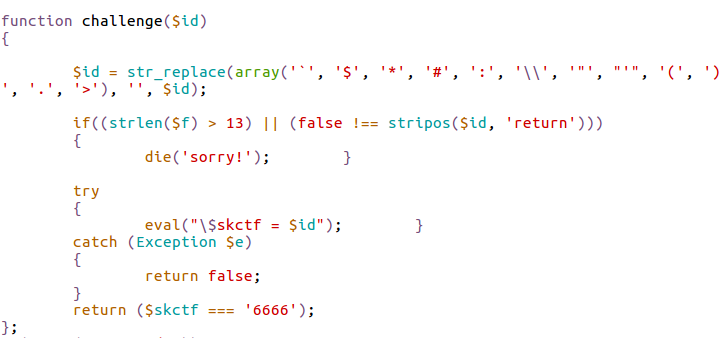 function challenge($id)
{
        $id = str_replace(array('`', '$', '*', '#', ':', '\\', '"', "'", '(', ')
', '.', '>'), '', $id);
        if((strlen($f) > 13) || (false !== stripos($id, 'return')))
        {
                die('sorry!');        }
        try
        {
                eval("\$skctf = $id");        }
        catch (Exception $e)
        {
                return false;
        }
        return ($skctf === '6666');
};